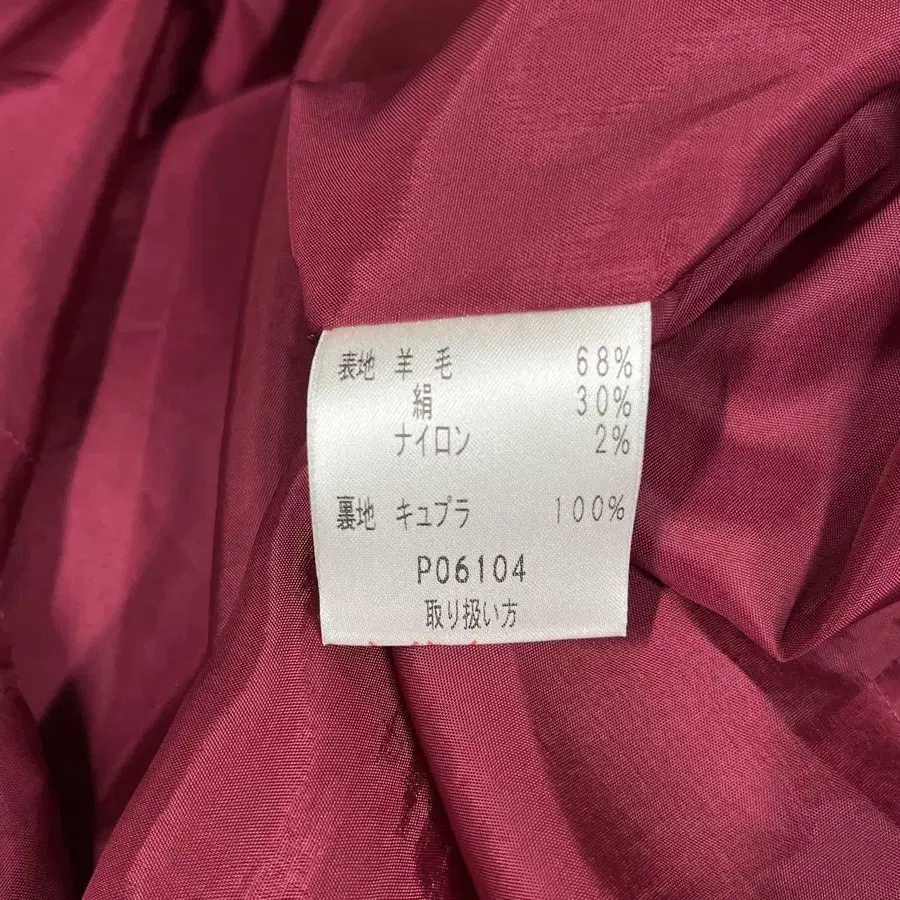 表地 羊毛 68%
絹 30%
ナイロン 2%
裏地 キュプラ 100%
P06104
取り扱い方